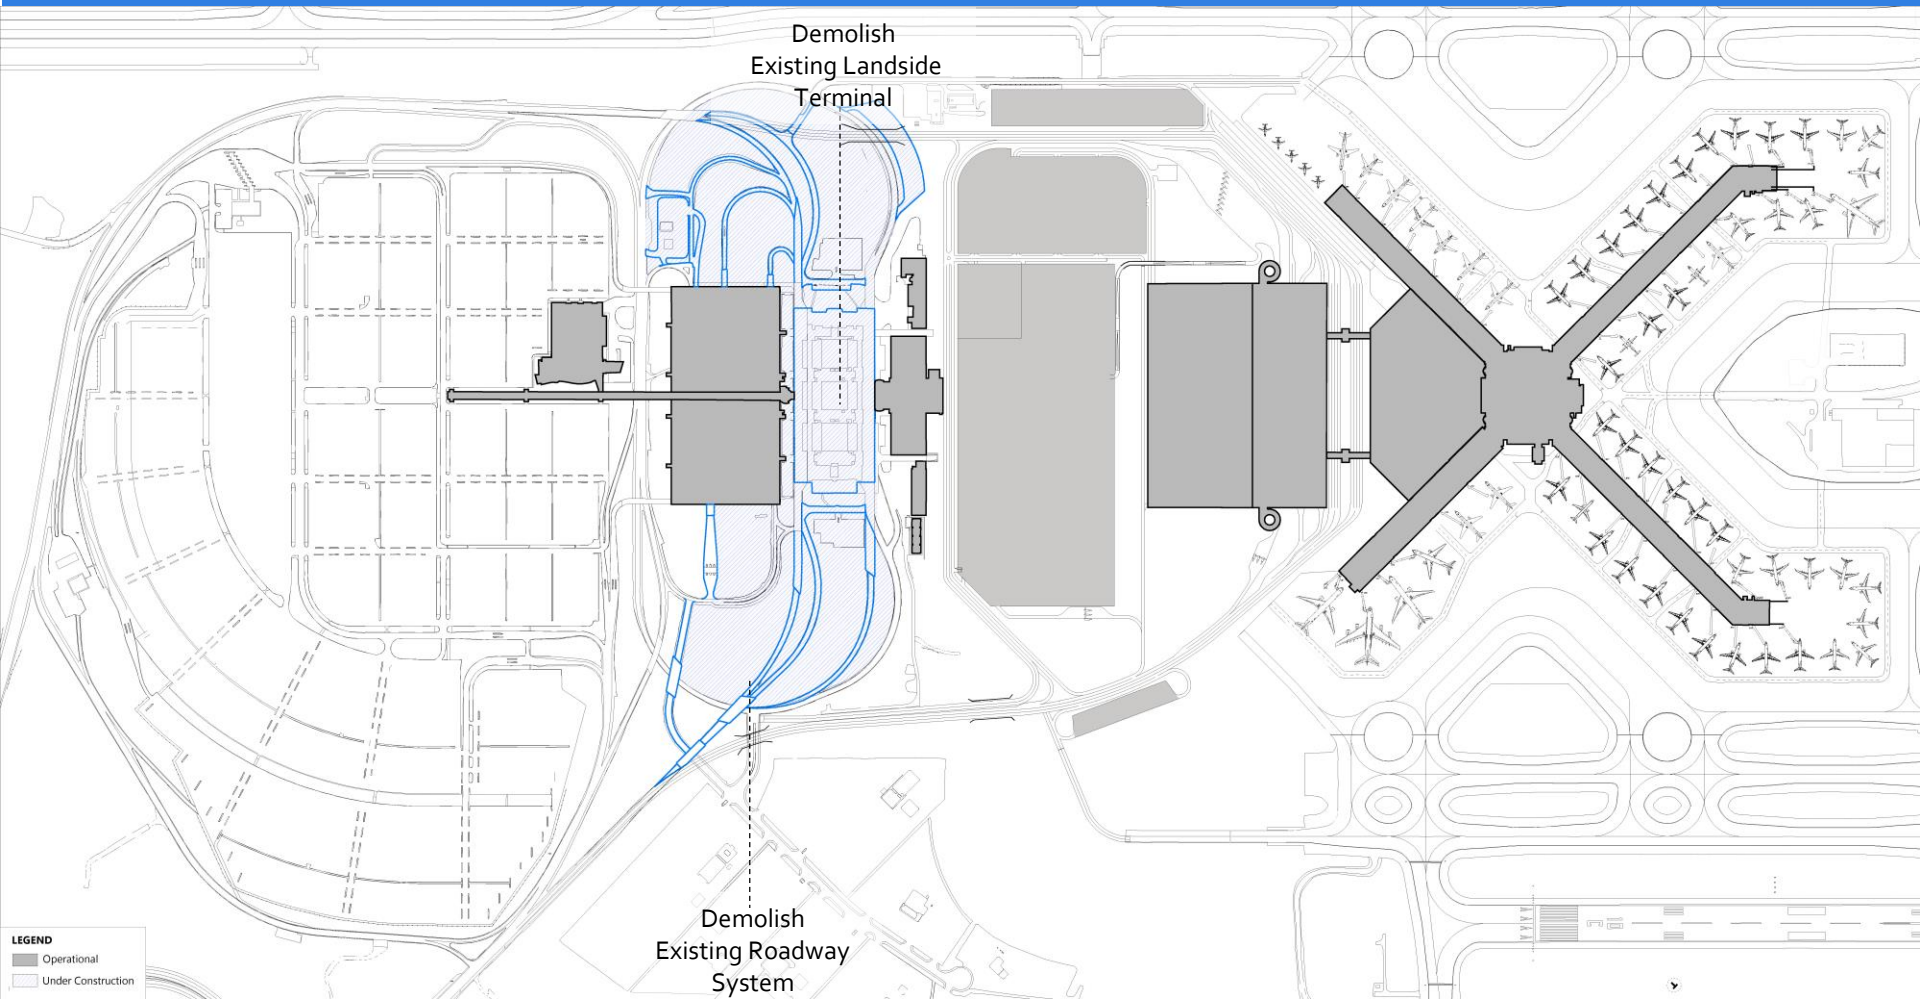 Demolish
Existing Landside
Terminal
Demolish
Existing Roadway
System
LEGEND
Operational
Under Construction